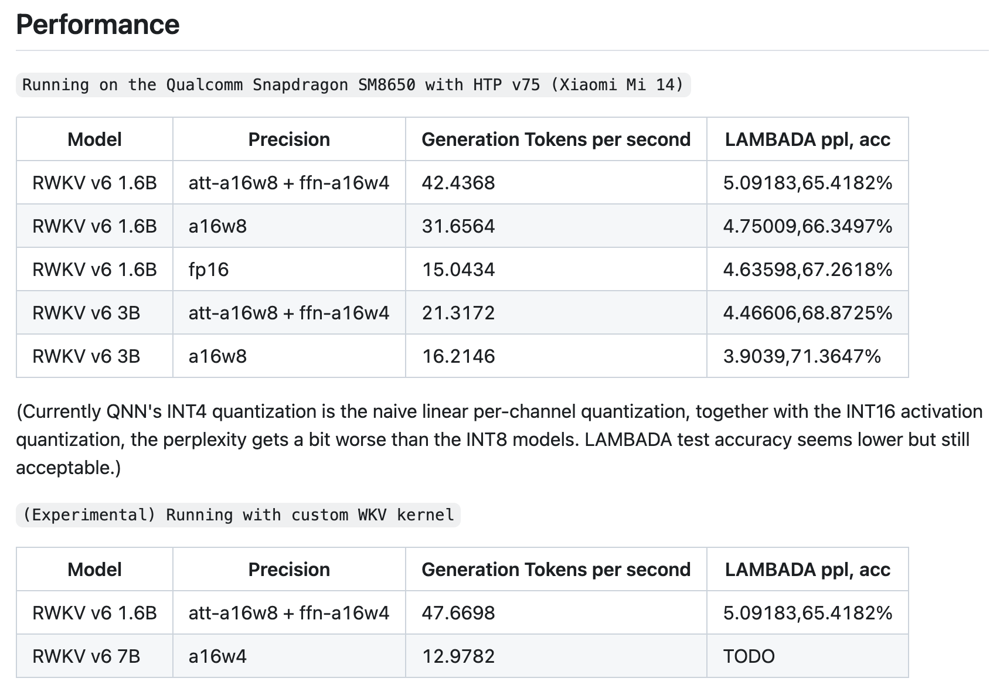 Performance
Running on the Qualcomm Snapdragon SM8650 with HTP v75 (Xiaomi Mi 14)
Model Precision Generation Tokens per second LAMBADA ppl, acc
RWKV v6 1.6B att-a16w8 + ffn-a16w4 42.4368 5.09183,65.4182%
RWKV v6 1.6B a16w8 31.6564 4.75009,66.3497%
RWKV v6 1.6B fp16 15.0434 4.63598,67.2618%
RWKV v6 3B att-a16w8 + ffn-a16w4 21.3172 4.46606,68.8725%
RWKV v6 3B a16w8 16.2146 3.9039,71.3647%
(Currently QNN's INT4 quantization is the naive linear per-channel quantization, together with the INT16 activation
quantization, the perplexity gets a bit worse than the INT8 models. LAMBADA test accuracy seems lower but still
acceptable.)
(Experimental) Running with custom WKV kernel
Model Precision Generation Tokens per second LAMBADA ppl, acc
RWKV v6 1.6B att-a16w8 + ffn-a16w4 47.6698 5.09183,65.4182%
RWKV v6 7B a16w4 12.9782 TODO